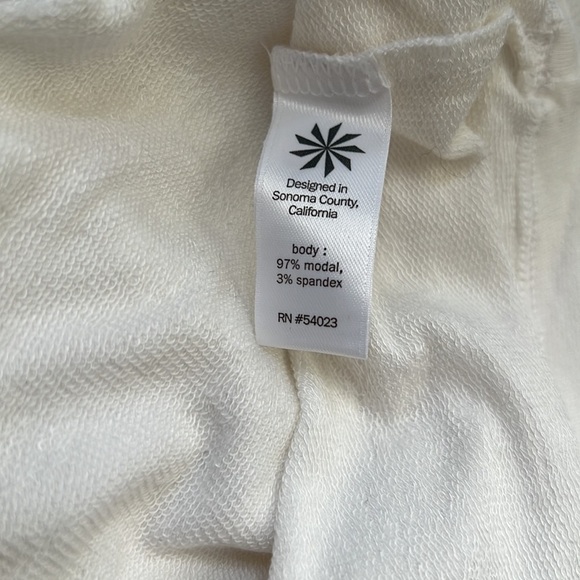 Designed in
Sonoma County,
California
body :
97% modal,
3% spandex
RN #54023